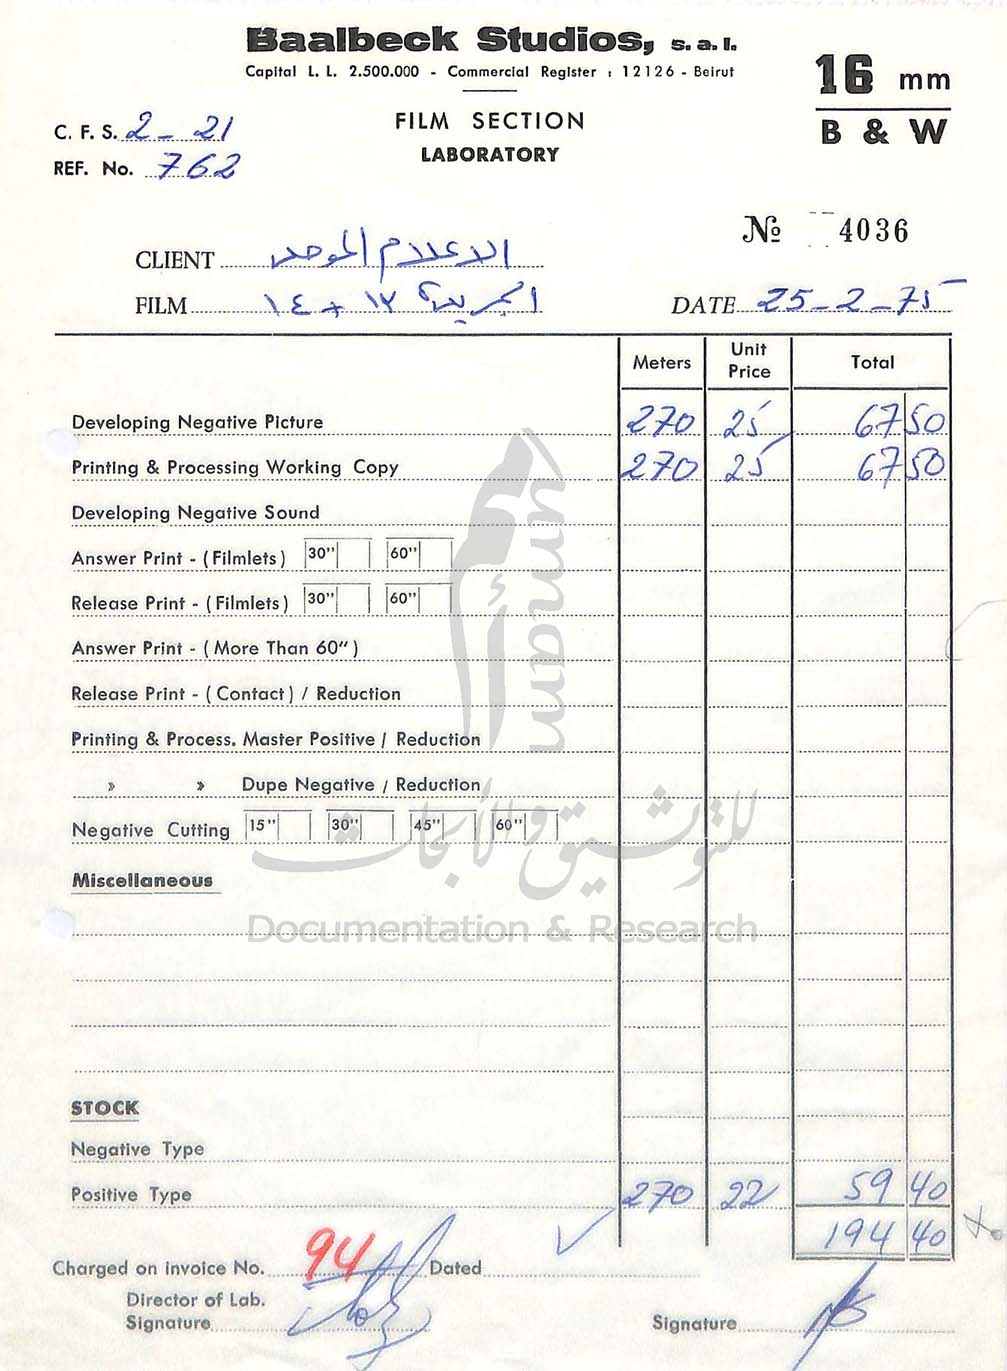 Baalbeck Studios, s.a.l.
Capital L. L. 2.500.000 - Commercial Register : 12126 - Beirut
16 mm
B & W
FILM SECTION
LABORATORY
C. F. S. 2 - 21
REF. No. 762
No 4036
CLIENT الاعلام الموحد
FILM الجريدة ١٣ + ١٤
DATE 25-2-75
Meters Unit Price Total
Developing Negative Picture 270 25 67 50
Printing & Processing Working Copy 270 25 67 50
Developing Negative Sound
Answer Print - (Filmlets) 30" 60"
Release Print - (Filmlets) 30" 60"
Answer Print - (More Than 60")
Release Print - (Contact) / Reduction
Printing & Process. Master Positive / Reduction
» » Dupe Negative / Reduction
Negative Cutting 15" 30" 45" 60"
Miscellaneous
umam
للتوثيق والأبحاث
Documentation & Research
STOCK
Negative Type
Positive Type 270 22 59 40
194 40
Charged on invoice No. 94 Dated
Director of Lab.
Signature
Signature